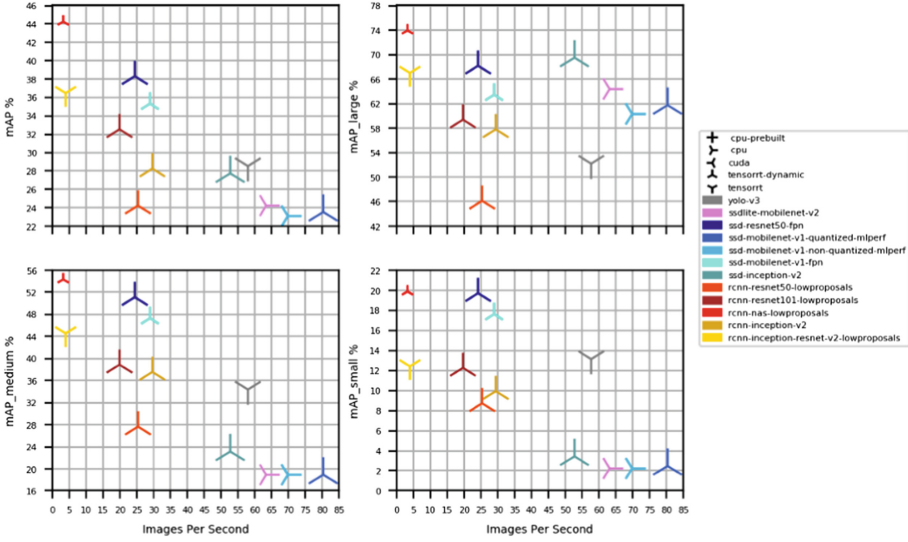 46
44
42
40
38
36
34
32
30
28
26
24
22
mAP %
78
74
70
66
62
58
54
50
46
42
mAP_large %
cpu-prebuilt
cpu
cuda
tensorrt-dynamic
tensorrt
yolo-v3
ssdlite-mobilenet-v2
ssd-resnet50-fpn
ssd-mobilenet-v1-quantized-mlperf
ssd-mobilenet-v1-non-quantized-mlperf
ssd-mobilenet-v1-fpn
ssd-inception-v2
rcnn-resnet50-lowproposals
rcnn-resnet101-lowproposals
rcnn-nas-lowproposals
rcnn-inception-v2
rcnn-inception-resnet-v2-lowproposals
56
52
48
44
40
36
32
28
24
20
16
mAP_medium %
0 5 10 15 20 25 30 35 40 45 50 55 60 65 70 75 80 85
Images Per Second
22
20
18
16
14
12
10
8
6
4
2
0
mAP_small %
0 5 10 15 20 25 30 35 40 45 50 55 60 65 70 75 80 85
Images Per Second